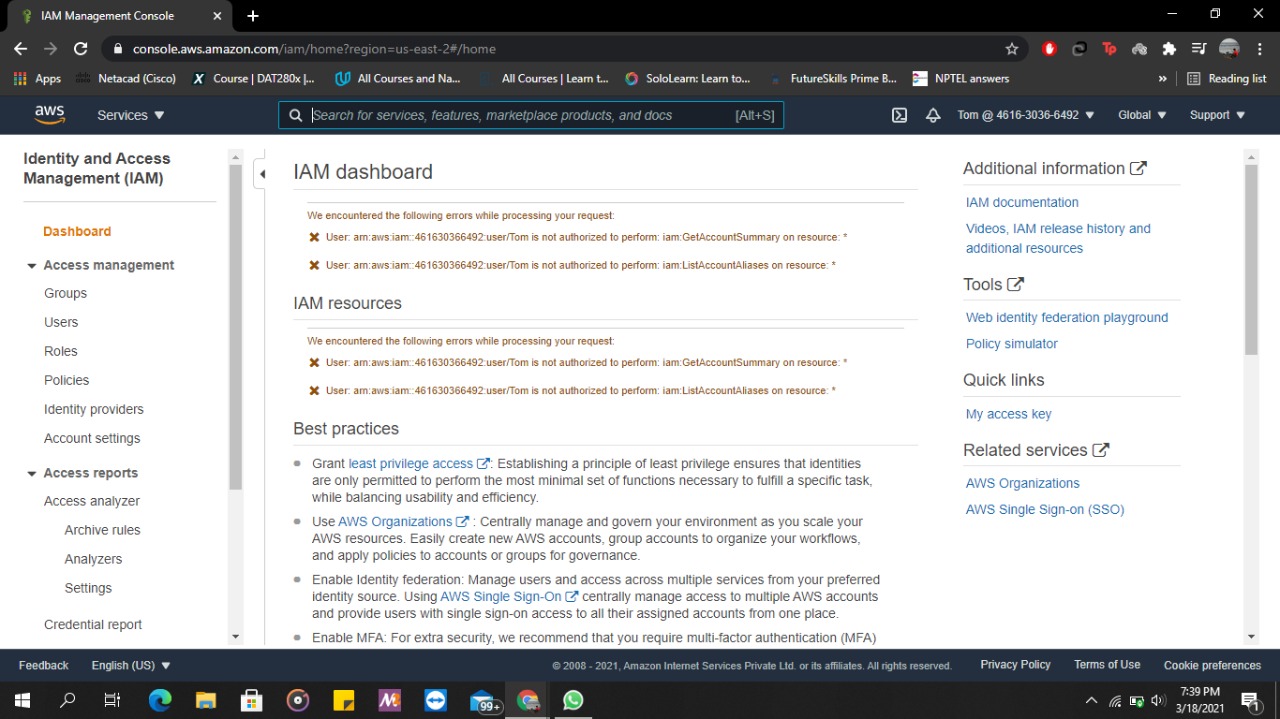 IAM Management Console
console.aws.amazon.com/iam/home?region=us-east-2#/home
Apps Netacad (Cisco) Course | DAT280x |... All Courses and Na... All Courses | Learn t... SoloLearn: Learn to... FutureSkills Prime B... NPTEL answers » Reading list
aws Services Search for services, features, marketplace products, and docs [Alt+S] Tom @ 4616-3036-6492 Global Support
Identity and Access
Management (IAM)
Dashboard
Access management
Groups
Users
Roles
Policies
Identity providers
Account settings
Access reports
Access analyzer
Archive rules
Analyzers
Settings
Credential report
IAM dashboard
We encountered the following errors while processing your request:
User: arn:aws:iam::461630366492:user/Tom is not authorized to perform: iam:GetAccountSummary on resource: *
User: arn:aws:iam::461630366492:user/Tom is not authorized to perform: iam:ListAccountAliases on resource: *
IAM resources
We encountered the following errors while processing your request:
User: arn:aws:iam::461630366492:user/Tom is not authorized to perform: iam:GetAccountSummary on resource: *
User: arn:aws:iam::461630366492:user/Tom is not authorized to perform: iam:ListAccountAliases on resource: *
Best practices
Grant least privilege access : Establishing a principle of least privilege ensures that identities
are only permitted to perform the most minimal set of functions necessary to fulfill a specific task,
while balancing usability and efficiency.
Use AWS Organizations : Centrally manage and govern your environment as you scale your
AWS resources. Easily create new AWS accounts, group accounts to organize your workflows,
and apply policies to accounts or groups for governance.
Enable Identity federation: Manage users and access across multiple services from your preferred
identity source. Using AWS Single Sign-On centrally manage access to multiple AWS accounts
and provide users with single sign-on access to all their assigned accounts from one place.
Enable MFA: For extra security, we recommend that you require multi-factor authentication (MFA)
Additional information
IAM documentation
Videos, IAM release history and
additional resources
Tools
Web identity federation playground
Policy simulator
Quick links
My access key
Related services
AWS Organizations
AWS Single Sign-on (SSO)
Feedback English (US) © 2008 - 2021, Amazon Internet Services Private Ltd. or its affiliates. All rights reserved. Privacy Policy Terms of Use Cookie preferences
99+
7:39 PM
3/18/2021
1